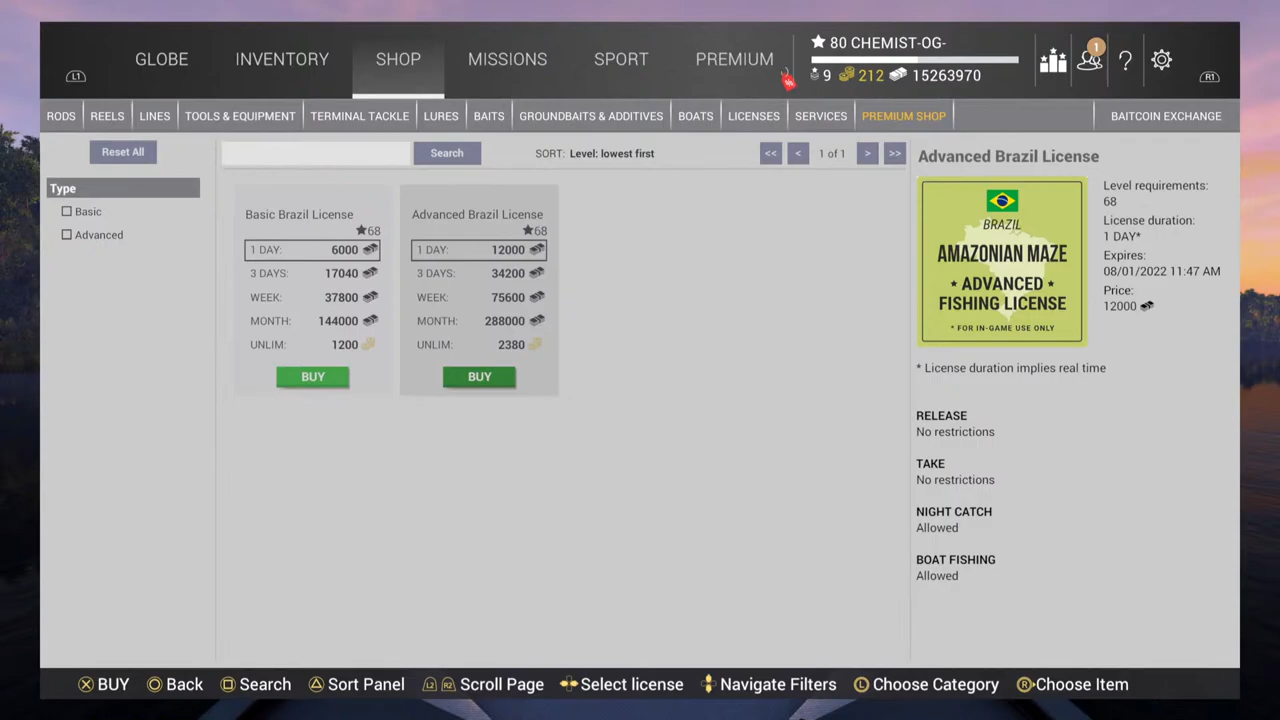 GLOBE INVENTORY SHOP MISSIONS SPORT PREMIUM
L1
80 CHEMIST-OG-
9 212 15263970
1
?
R1
RODS REELS LINES TOOLS & EQUIPMENT TERMINAL TACKLE LURES BAITS GROUNDBAITS & ADDITIVES BOATS LICENSES SERVICES PREMIUM SHOP BAITCOIN EXCHANGE
Reset All
Search
SORT: Level: lowest first
<< < 1 of 1 > >>
Type
Basic
Advanced
Basic Brazil License
68
1 DAY: 6000
3 DAYS: 17040
WEEK: 37800
MONTH: 144000
UNLIM: 1200
BUY
Advanced Brazil License
68
1 DAY: 12000
3 DAYS: 34200
WEEK: 75600
MONTH: 288000
UNLIM: 2380
BUY
Advanced Brazil License
BRAZIL
AMAZONIAN MAZE
★ ADVANCED ★
FISHING LICENSE
* FOR IN-GAME USE ONLY
Level requirements:
68
License duration:
1 DAY*
Expires:
08/01/2022 11:47 AM
Price:
12000
* License duration implies real time
RELEASE
No restrictions
TAKE
No restrictions
NIGHT CATCH
Allowed
BOAT FISHING
Allowed
BUY Back Search Sort Panel L2 R2 Scroll Page Select license Navigate Filters L Choose Category R Choose Item